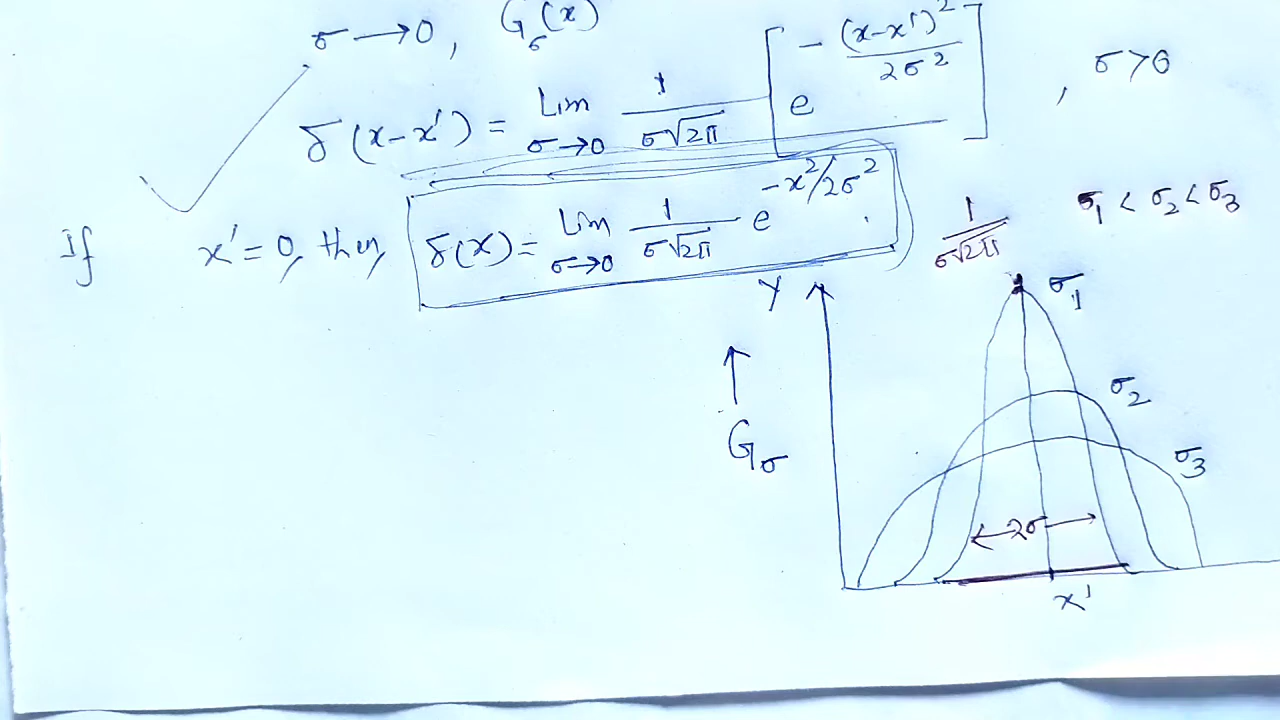 σ → 0, G_σ(x)
δ(x-x') = Lim_{σ→0} 1/(σ√2π) [e^{-(x-x')²/2σ²}], σ>0
If x'=0, then, δ(x) = Lim_{σ→0} 1/(σ√2π) e^{-x²/2σ²}.
1/(σ√2π) σ₁ < σ₂ < σ₃
Y σ₁
σ₂
↑ G_σ σ₃
←2σ→
x'